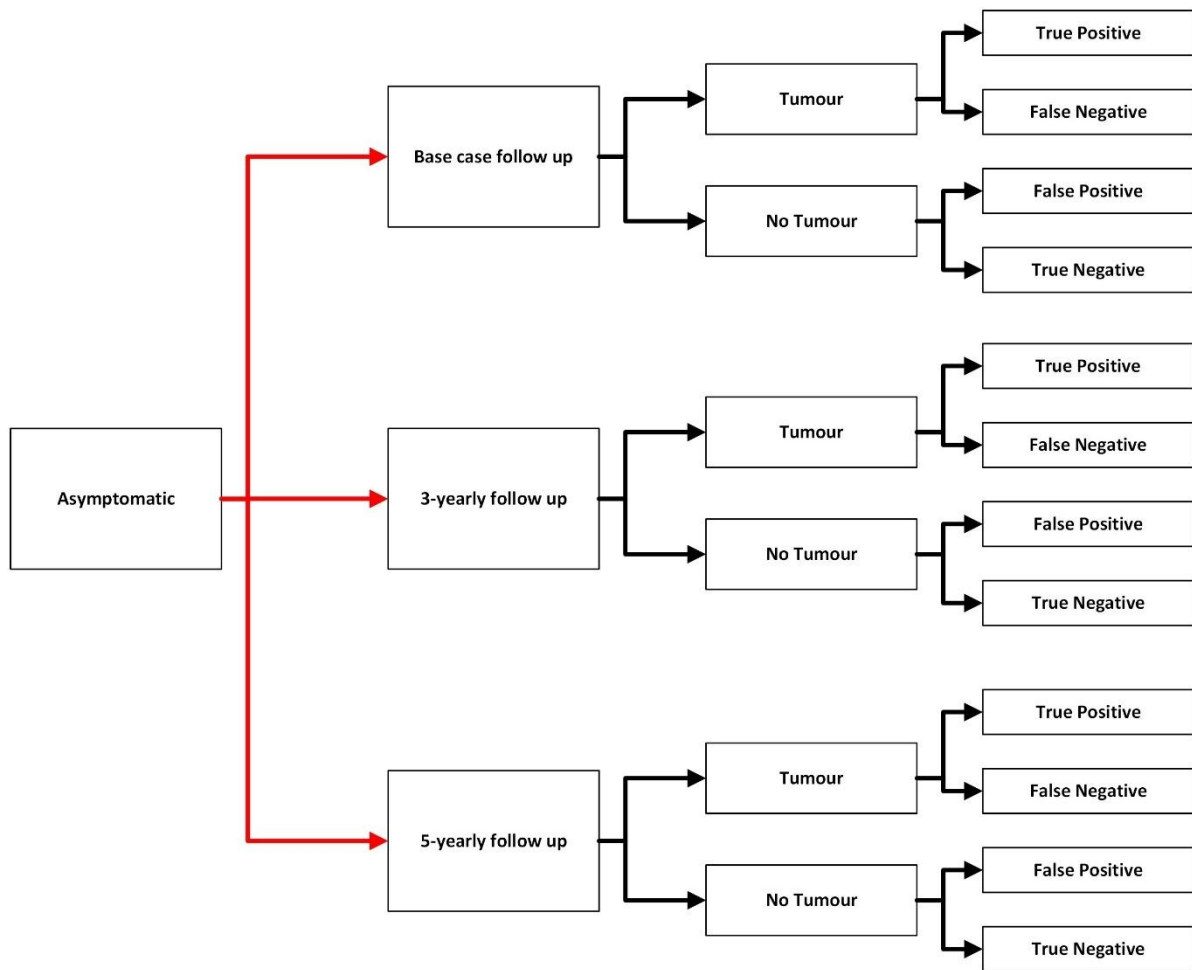 True Positive
Tumour
False Negative
Base case follow up
False Positive
No Tumour
True Negative
True Positive
Tumour
False Negative
Asymptomatic
3-yearly follow up
False Positive
No Tumour
True Negative
True Positive
Tumour
False Negative
5-yearly follow up
False Positive
No Tumour
True Negative